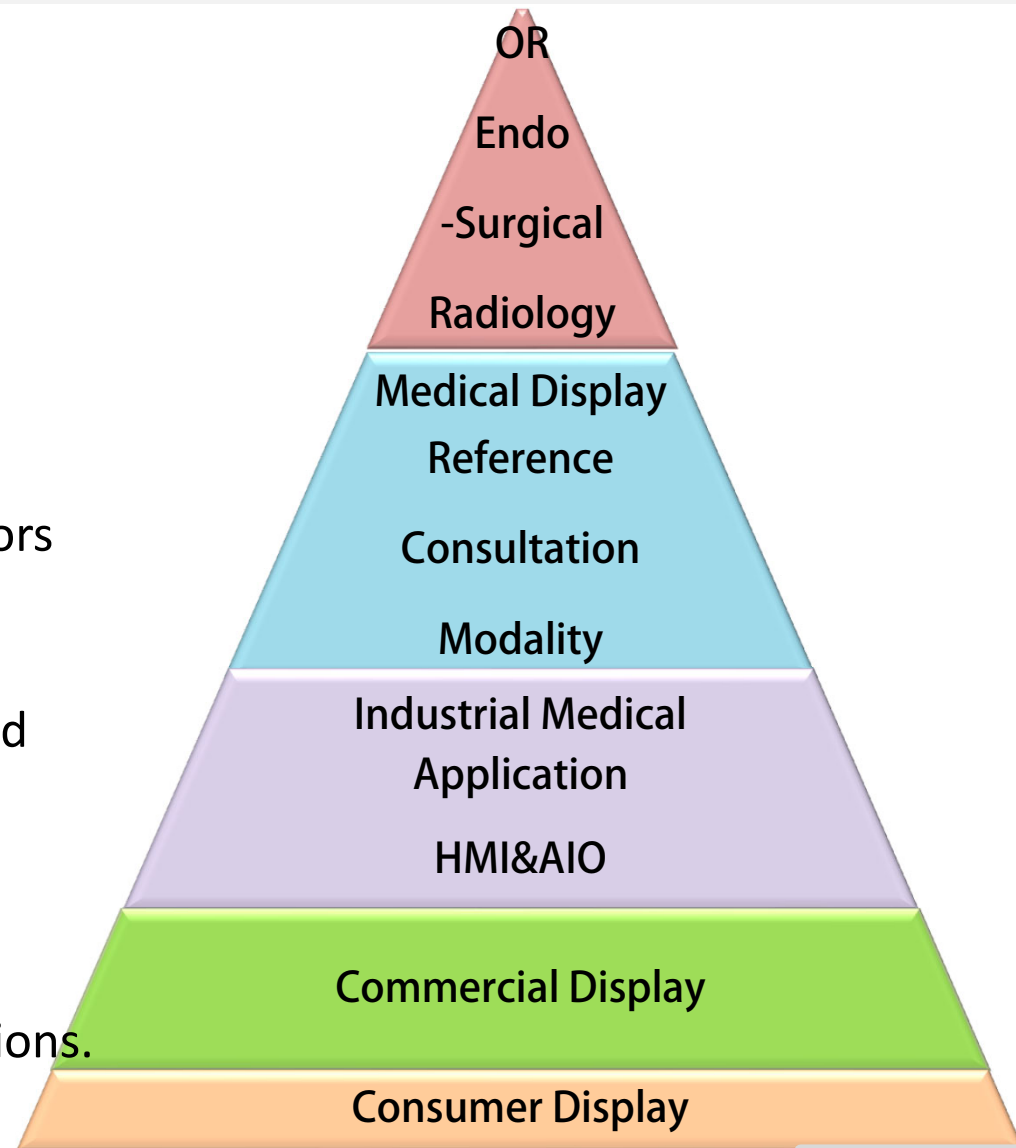 OR
Endo
-Surgical
Radiology
Medical Display
Reference
Consultation
Modality
Industrial Medical
Application
HMI&AIO
Commercial Display
Consumer Display
ors
d
ions.